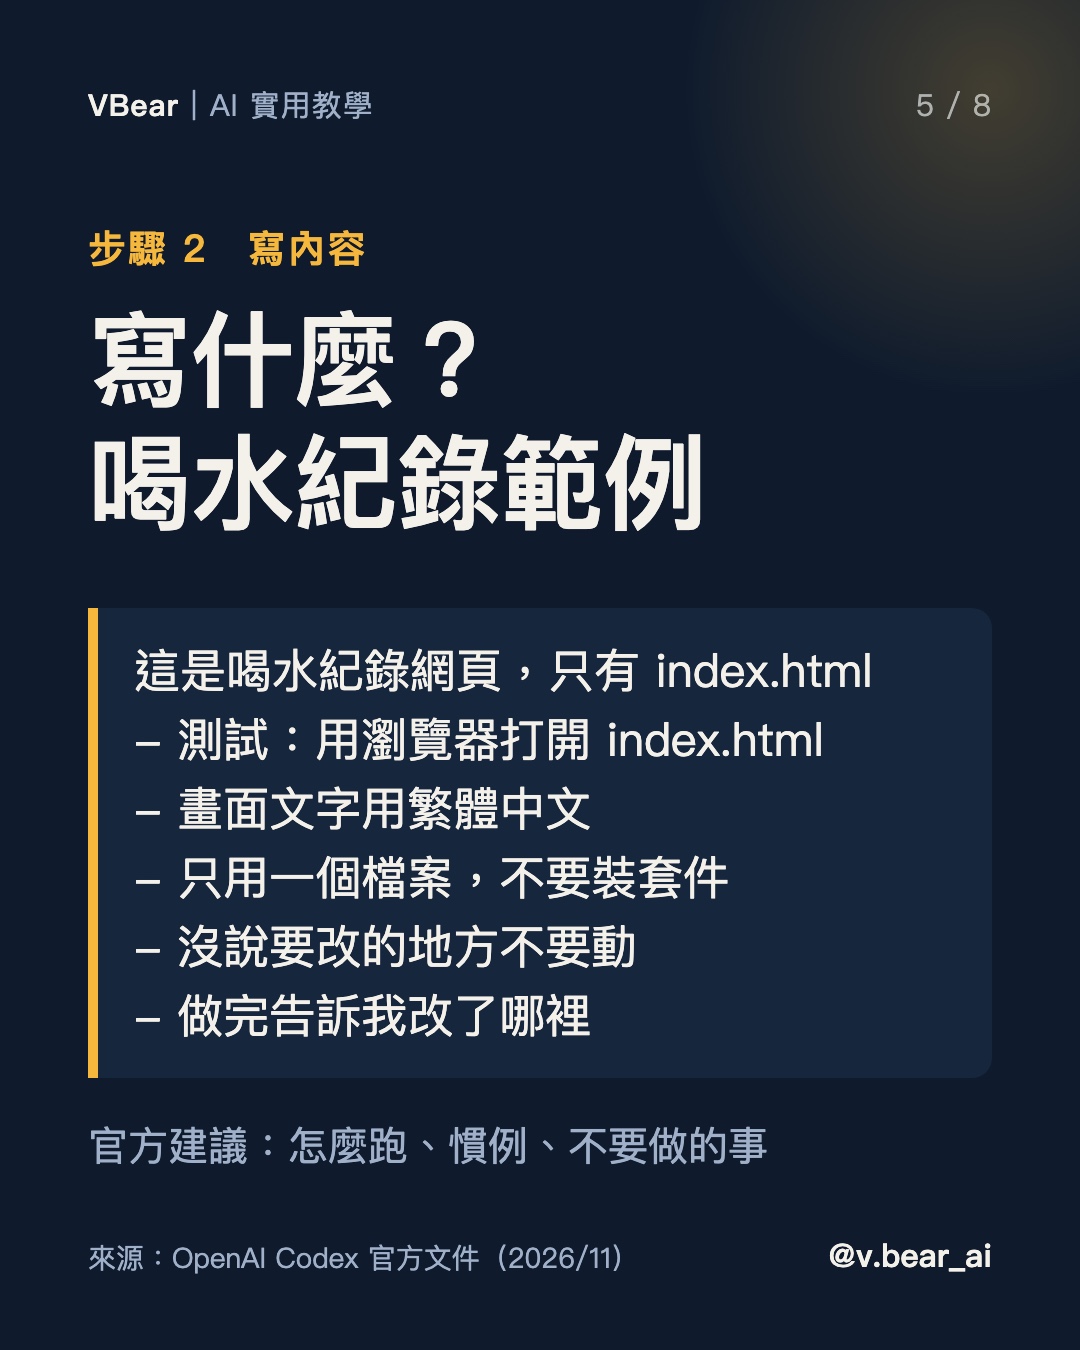 VBear | AI 實用教學
5 / 8
步驟 2 寫內容
寫什麼？
喝水紀錄範例
這是喝水紀錄網頁，只有 index.html
– 測試：用瀏覽器打開 index.html
– 畫面文字用繁體中文
– 只用一個檔案，不要裝套件
– 沒說要改的地方不要動
– 做完告訴我改了哪裡
官方建議：怎麼跑、慣例、不要做的事
來源：OpenAI Codex 官方文件（2026/11）
@v.bear_ai